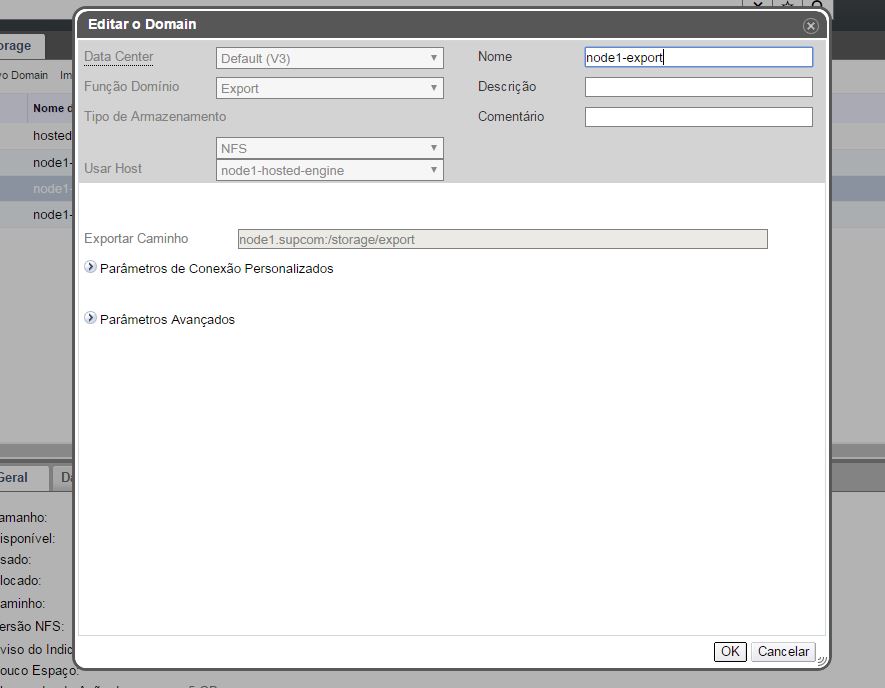 Editar o Domain
Data Center Default (V3) Nome node1-export
Função Domínio Export Descrição
Tipo de Armazenamento Comentário
NFS
Usar Host node1-hosted-engine
Exportar Caminho node1.supcom:/storage/export
Parâmetros de Conexão Personalizados
Parâmetros Avançados
OK Cancelar
orage
vo Domain Im
Nome d
hosted
node1-
node1-
node1-
Geral Da
amanho:
isponível:
sado:
locado:
aminho:
ersão NFS:
viso do Indic
ouco Espaço: